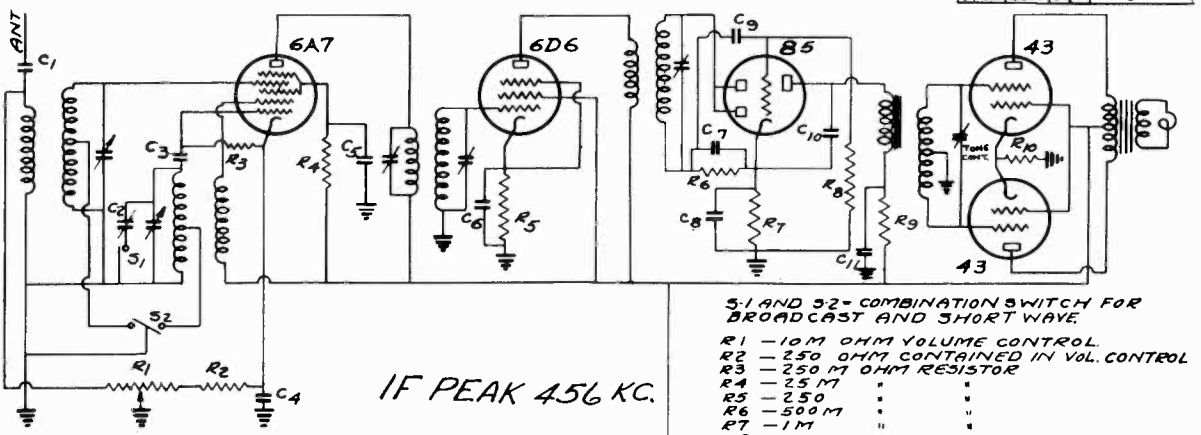 ANT
C1
6A7
6D6
C9
85
43
C3
R3
R4
C5
C6
R5
C7
R6
C8
R7
C10
R8
C11
R9
TONE
CONT.
R10
43
C2
S1
S2
R1
R2
C4
IF PEAK 456 KC.
S-1 AND S-2 = COMBINATION SWITCH FOR
BROADCAST AND SHORT WAVE.
R1 — 10 M OHM VOLUME CONTROL.
R2 — 250 OHM CONTAINED IN VOL. CONTROL
R3 — 250 M OHM RESISTOR
R4 — 25 M " "
R5 — 250 " "
R6 — 500 M " "
R7 — 1 M " "